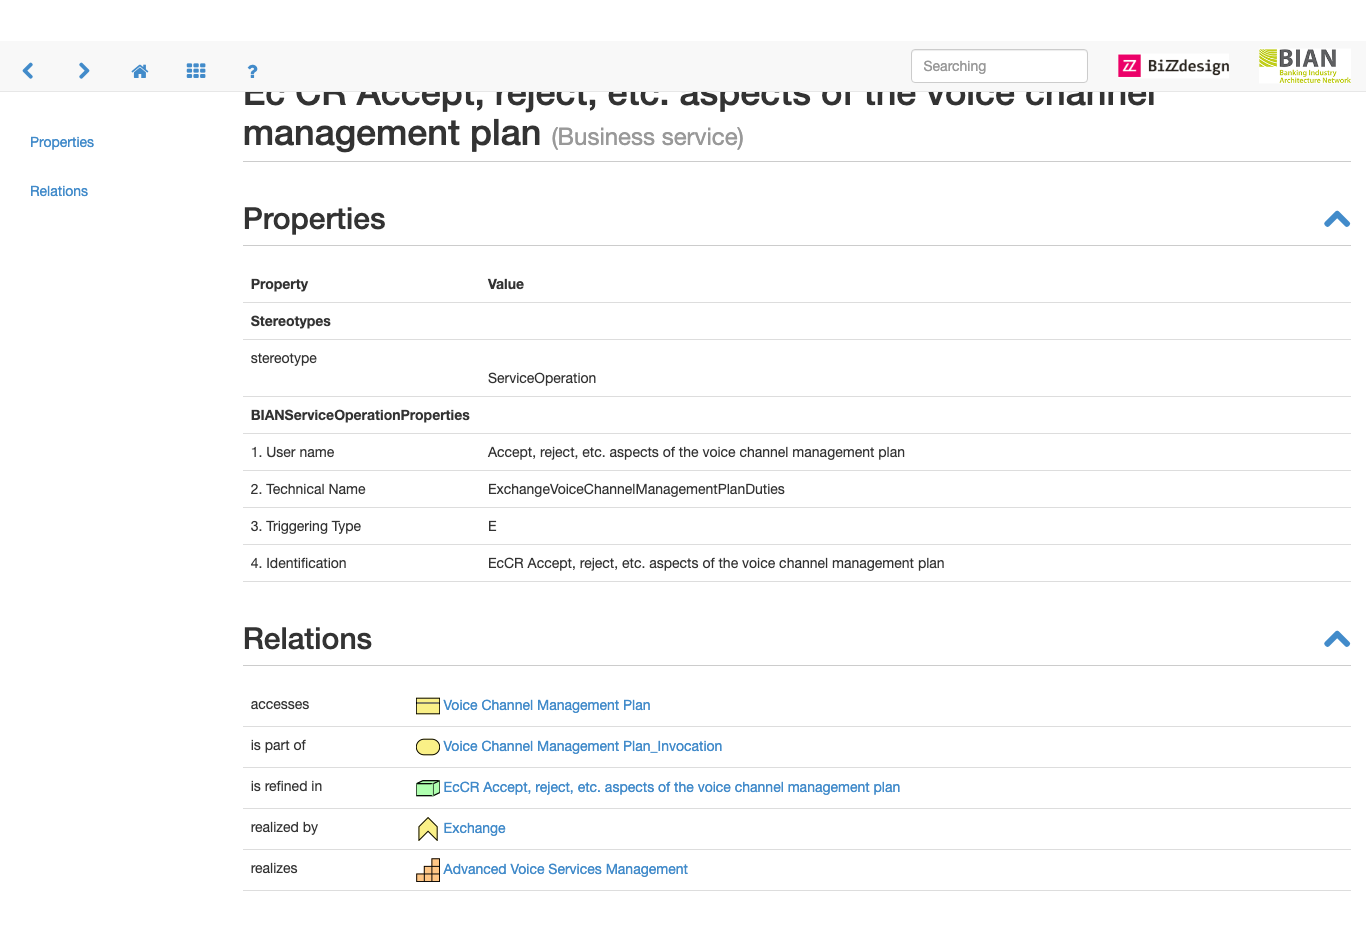 ?
Searching
BiZZdesign
BIAN
Banking Industry
Architecture Network
Properties
Relations
Ec CR Accept, reject, etc. aspects of the voice channel
management plan (Business service)
Properties
Property Value
Stereotypes
stereotype
ServiceOperation
BIANServiceOperationProperties
1. User name Accept, reject, etc. aspects of the voice channel management plan
2. Technical Name ExchangeVoiceChannelManagementPlanDuties
3. Triggering Type E
4. Identification EcCR Accept, reject, etc. aspects of the voice channel management plan
Relations
accesses Voice Channel Management Plan
is part of Voice Channel Management Plan_Invocation
is refined in EcCR Accept, reject, etc. aspects of the voice channel management plan
realized by Exchange
realizes Advanced Voice Services Management